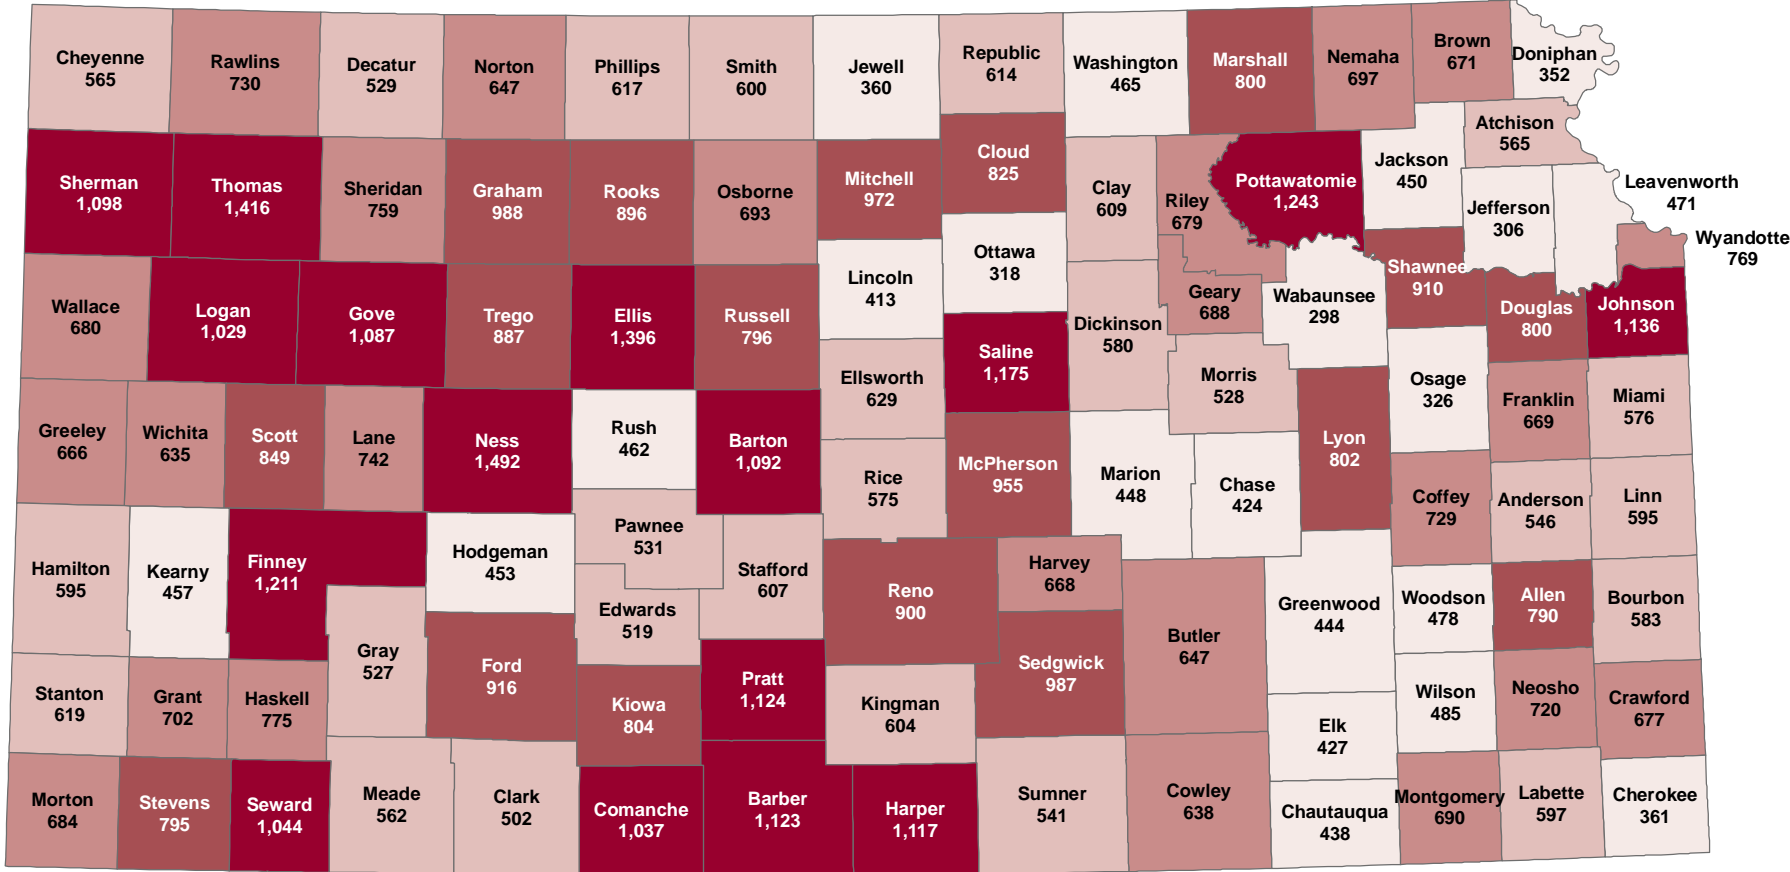 Cheyenne
565
Rawlins
730
Decatur
529
Norton
647
Phillips
617
Smith
600
Jewell
360
Republic
614
Washington
465
Marshall
800
Nemaha
697
Brown
671
Doniphan
352
Sherman
1,098
Thomas
1,416
Sheridan
759
Graham
988
Rooks
896
Osborne
693
Mitchell
972
Cloud
825
Clay
609
Riley
679
Pottawatomie
1,243
Jackson
450
Atchison
565
Jefferson
306
Leavenworth
471
Wyandotte
769
Wallace
680
Logan
1,029
Gove
1,087
Trego
887
Ellis
1,396
Russell
796
Lincoln
413
Ottawa
318
Saline
1,175
Dickinson
580
Geary
688
Wabaunsee
298
Shawnee
910
Douglas
800
Johnson
1,136
Greeley
666
Wichita
635
Scott
849
Lane
742
Ness
1,492
Rush
462
Barton
1,092
Ellsworth
629
Rice
575
McPherson
955
Marion
448
Morris
528
Chase
424
Lyon
802
Osage
326
Franklin
669
Miami
576
Coffey
729
Anderson
546
Linn
595
Hamilton
595
Kearny
457
Finney
1,211
Hodgeman
453
Pawnee
531
Edwards
519
Stafford
607
Reno
900
Harvey
668
Sedgwick
987
Butler
647
Greenwood
444
Woodson
478
Allen
790
Bourbon
583
Stanton
619
Grant
702
Haskell
775
Gray
527
Ford
916
Kiowa
804
Pratt
1,124
Kingman
604
Elk
427
Wilson
485
Neosho
720
Crawford
677
Morton
684
Stevens
795
Seward
1,044
Meade
562
Clark
502
Comanche
1,037
Barber
1,123
Harper
1,117
Sumner
541
Cowley
638
Chautauqua
438
Montgomery
690
Labette
597
Cherokee
361